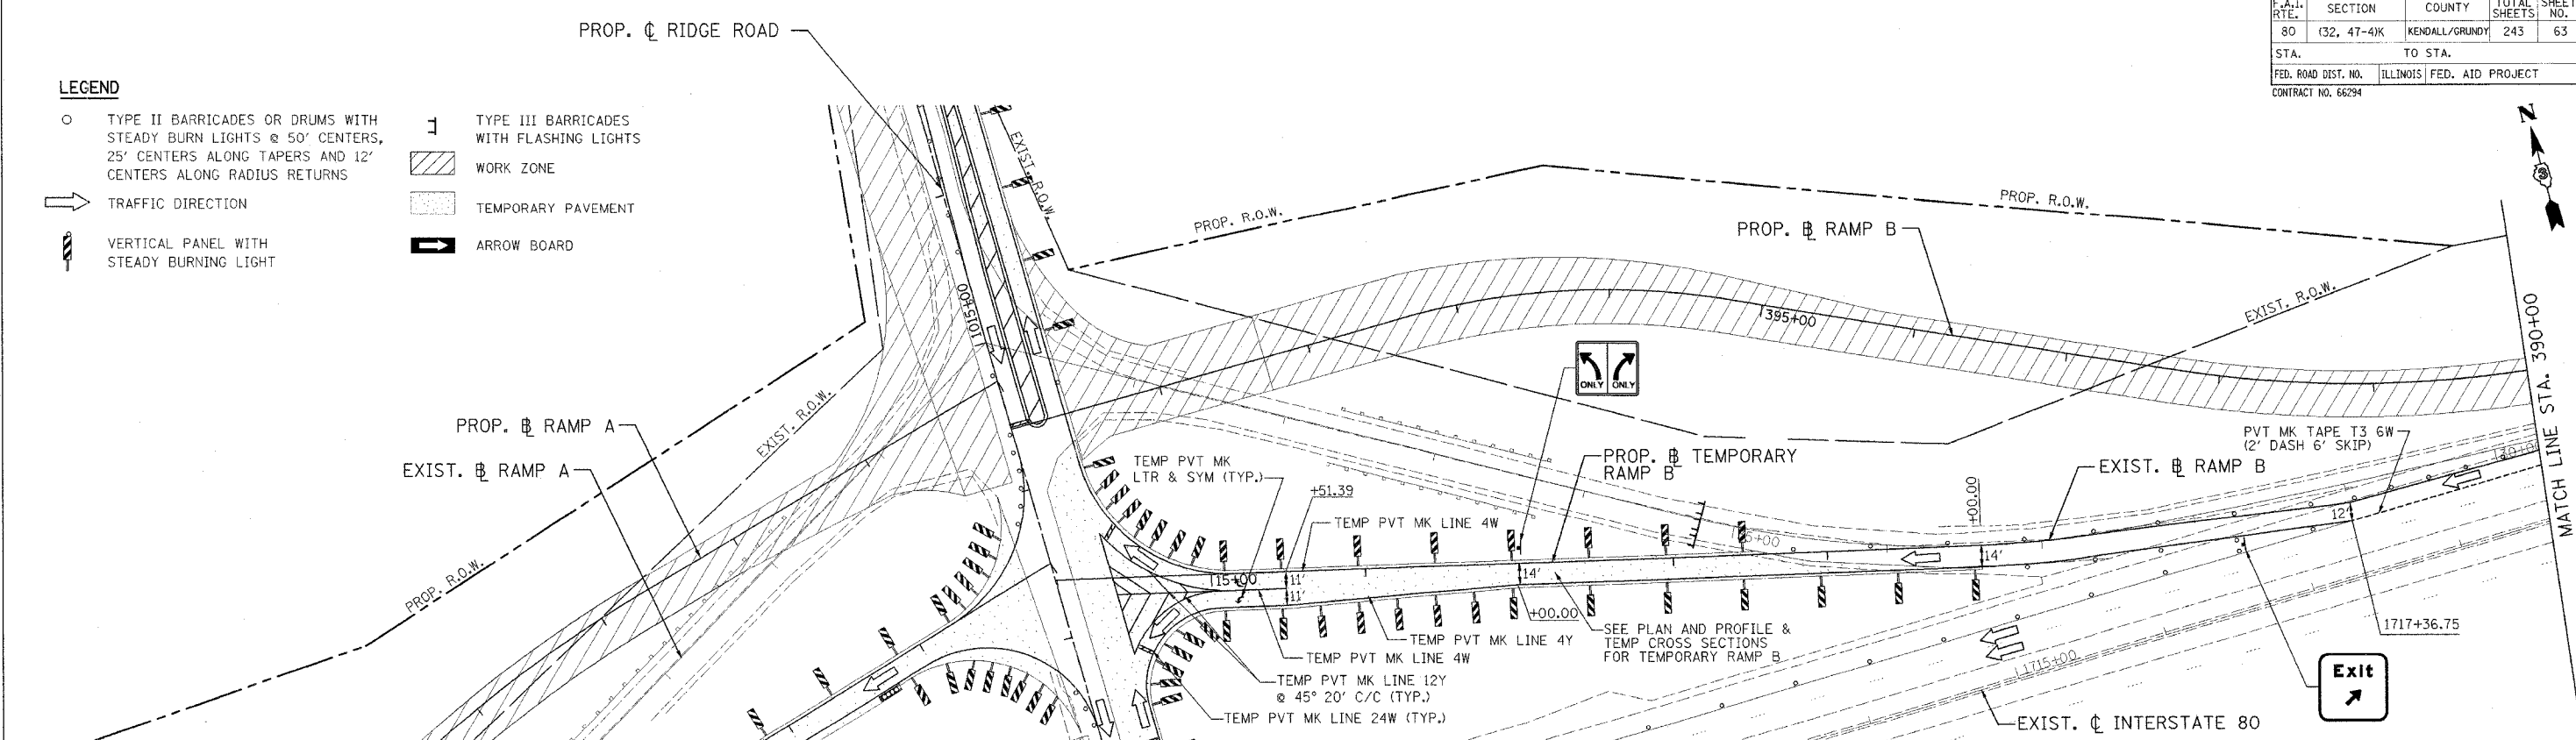 F.A.I. RTE. SECTION COUNTY TOTAL SHEETS SHEET NO.
80 (32, 47-4)K KENDALL/GRUNDY 243 63
STA. TO STA.
FED. ROAD DIST. NO. ILLINOIS FED. AID PROJECT
CONTRACT NO. 66294
PROP. ℄ RIDGE ROAD
LEGEND
TYPE II BARRICADES OR DRUMS WITH
STEADY BURN LIGHTS @ 50' CENTERS,
25' CENTERS ALONG TAPERS AND 12'
CENTERS ALONG RADIUS RETURNS
TRAFFIC DIRECTION
VERTICAL PANEL WITH
STEADY BURNING LIGHT
TYPE III BARRICADES
WITH FLASHING LIGHTS
WORK ZONE
TEMPORARY PAVEMENT
ARROW BOARD
N
3
EXIST. R.O.W.
PROP. R.O.W.
PROP. R.O.W.
PROP. B RAMP B
EXIST. R.O.W.
1015+00
395+00
MATCH LINE STA. 390+00
ONLY ONLY
PROP. B RAMP A
EXIST. R.O.W.
EXIST. B RAMP A
PROP. R.O.W.
TEMP PVT MK
LTR & SYM (TYP.)
+51.39
TEMP PVT MK LINE 4W
PROP. B TEMPORARY
RAMP B
+00.00
EXIST. B RAMP B
PVT MK TAPE T3 6W
(2' DASH 6' SKIP)
12'
14'
14'
15+00
11'
11'
+00.00
TEMP PVT MK LINE 4Y
TEMP PVT MK LINE 4W
TEMP PVT MK LINE 12Y
@ 45° 20' C/C (TYP.)
TEMP PVT MK LINE 24W (TYP.)
SEE PLAN AND PROFILE &
TEMP CROSS SECTIONS
FOR TEMPORARY RAMP B
1717+36.75
1715+00
Exit
EXIST. ℄ INTERSTATE 80